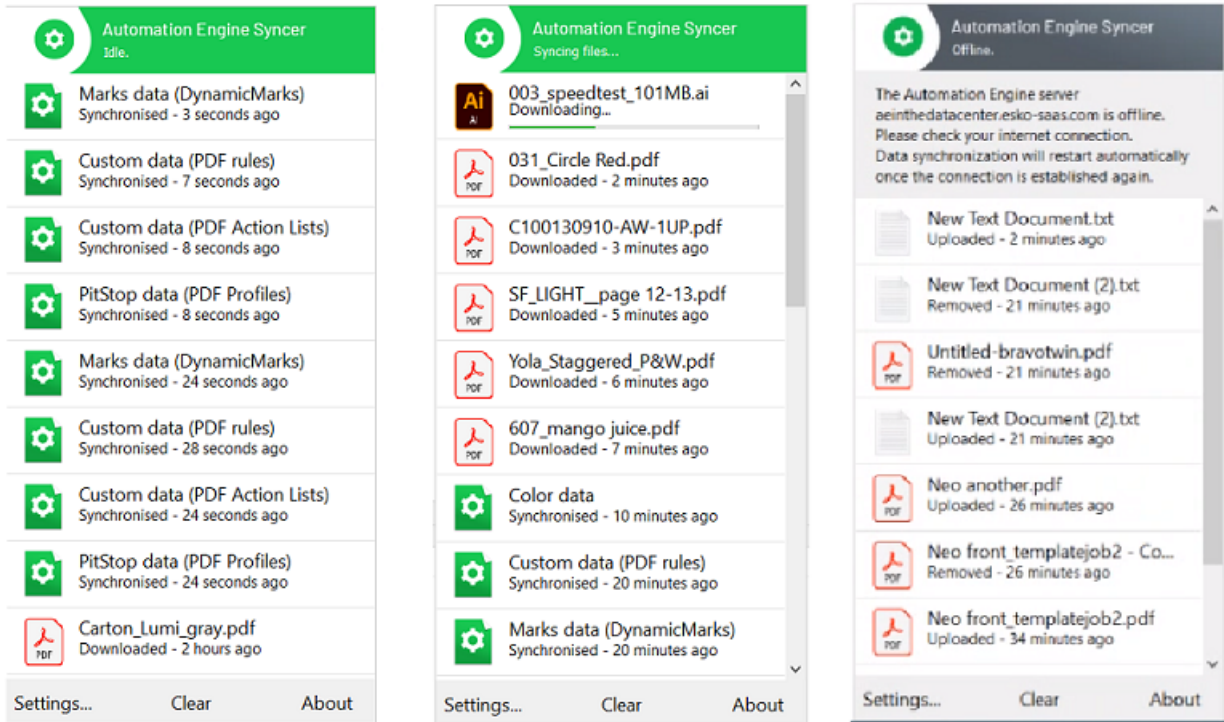 Automation Engine Syncer
Idle.
Marks data (DynamicMarks)
Synchronised - 3 seconds ago
Custom data (PDF rules)
Synchronised - 7 seconds ago
Custom data (PDF Action Lists)
Synchronised - 8 seconds ago
PitStop data (PDF Profiles)
Synchronised - 8 seconds ago
Marks data (DynamicMarks)
Synchronised - 24 seconds ago
Custom data (PDF rules)
Synchronised - 28 seconds ago
Custom data (PDF Action Lists)
Synchronised - 24 seconds ago
PitStop data (PDF Profiles)
Synchronised - 24 seconds ago
PDF
Carton_Lumi_gray.pdf
Downloaded - 2 hours ago
Settings... Clear About
Automation Engine Syncer
Syncing files...
Ai
Ai
003_speedtest_101MB.ai
Downloading...
PDF
031_Circle Red.pdf
Downloaded - 2 minutes ago
PDF
C100130910-AW-1UP.pdf
Downloaded - 3 minutes ago
PDF
SF_LIGHT__page 12-13.pdf
Downloaded - 5 minutes ago
PDF
Yola_Staggered_P&W.pdf
Downloaded - 6 minutes ago
PDF
607_mango juice.pdf
Downloaded - 7 minutes ago
Color data
Synchronised - 10 minutes ago
Custom data (PDF rules)
Synchronised - 20 minutes ago
Marks data (DynamicMarks)
Synchronised - 20 minutes ago
Settings... Clear About
Automation Engine Syncer
Offline.
The Automation Engine server
aeinthedatacenter.esko-saas.com is offline.
Please check your internet connection.
Data synchronization will restart automatically
once the connection is established again.
New Text Document.txt
Uploaded - 2 minutes ago
New Text Document (2).txt
Removed - 21 minutes ago
PDF
Untitled-bravotwin.pdf
Removed - 21 minutes ago
New Text Document (2).txt
Uploaded - 21 minutes ago
PDF
Neo another.pdf
Uploaded - 26 minutes ago
PDF
Neo front_templatejob2 - Co...
Removed - 26 minutes ago
PDF
Neo front_templatejob2.pdf
Uploaded - 34 minutes ago
Settings... Clear About